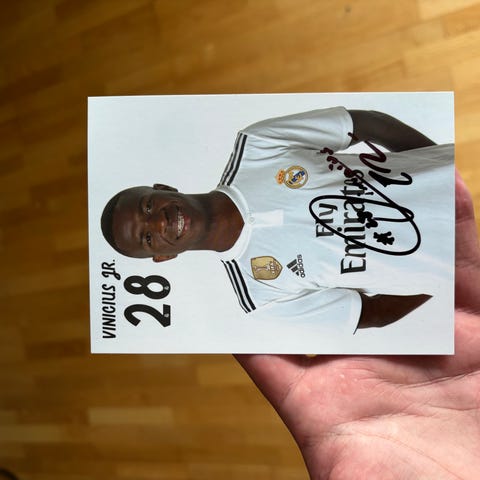 VINICIUS JR.
28
Fly
Emirates
adidas